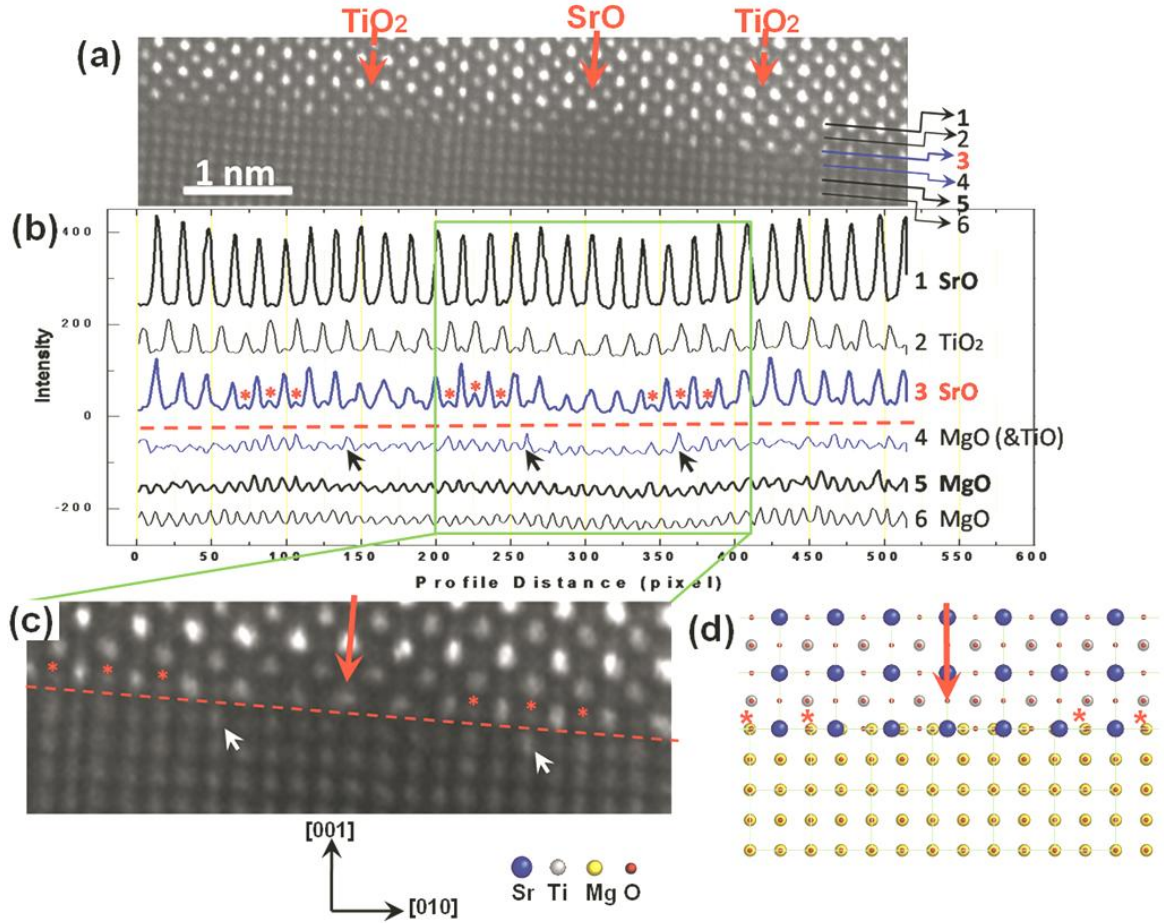 TiO2 SrO TiO2
(a)
1
2
3
4
5
6
1 nm
(b)
400
200
0
-200
Intensity
1 SrO
2 TiO2
3 SrO
4 MgO (&TiO)
5 MgO
6 MgO
* * * * * * * * *
0 50 100 150 200 250 300 350 400 450 500 550 600
Profile Distance (pixel)
(c)
* * * * * *
(d)
* * * *
[001]
[010]
Sr Ti Mg O